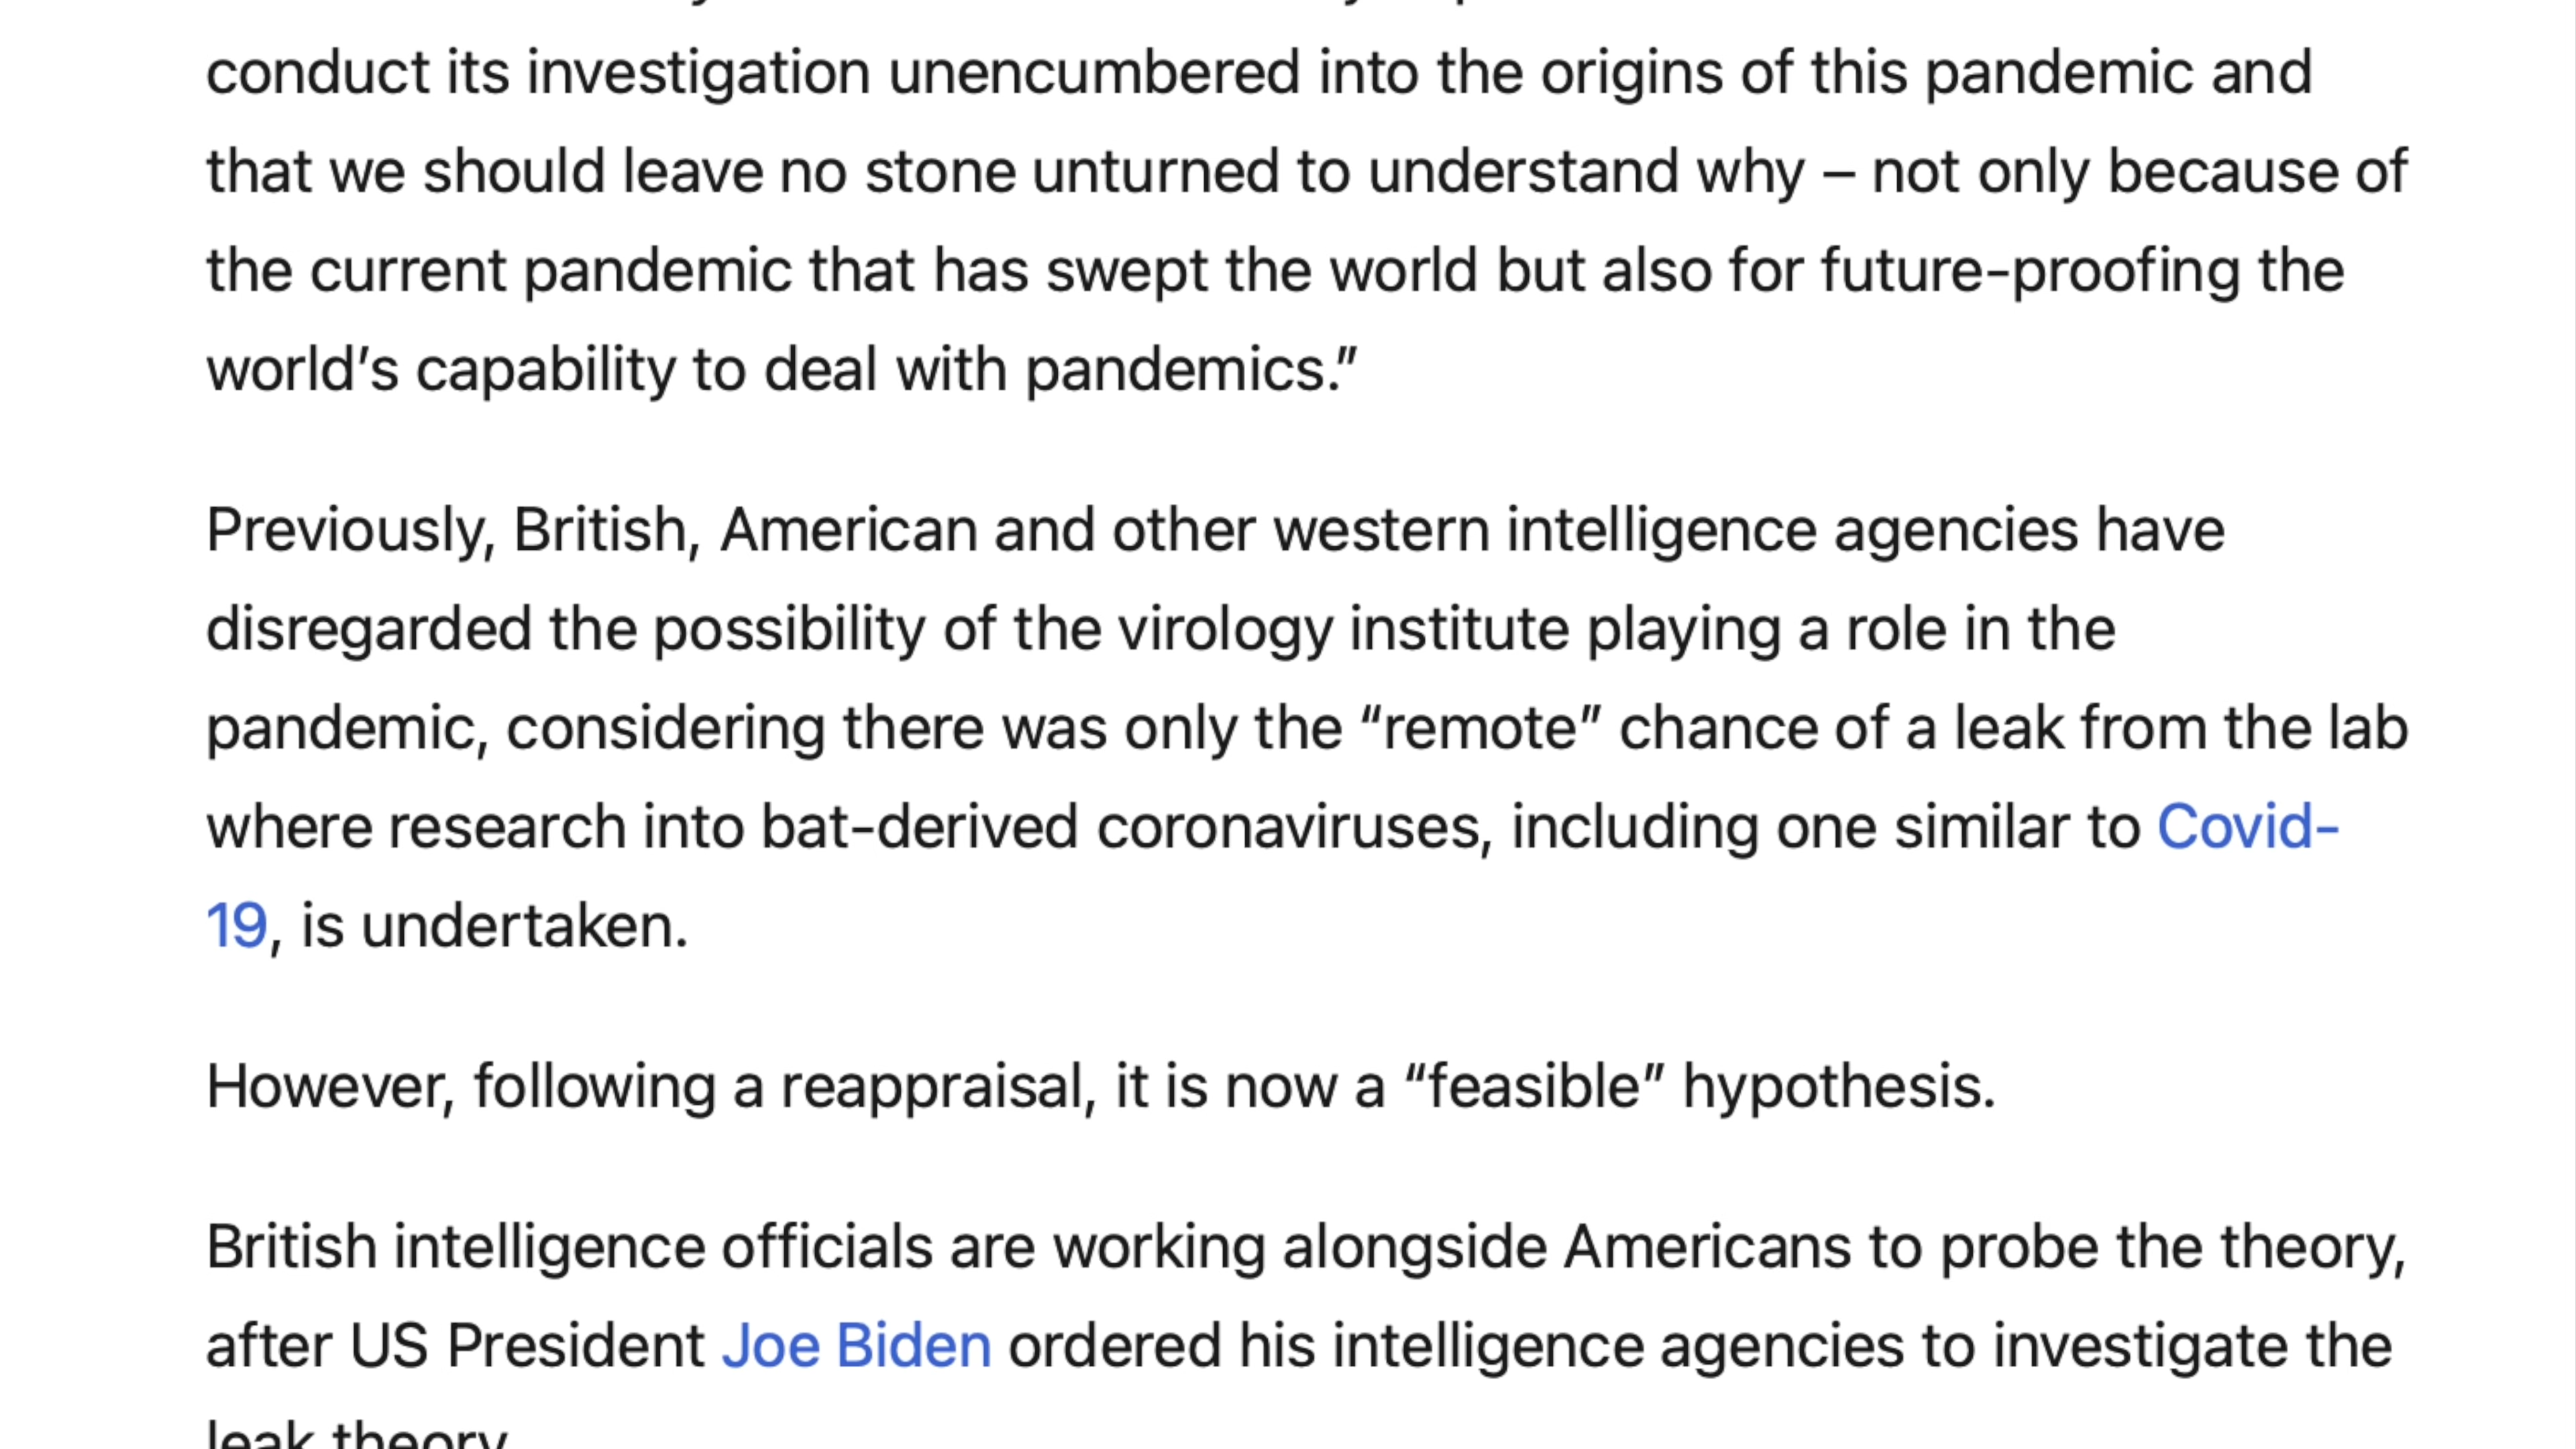 conduct its investigation unencumbered into the origins of this pandemic and
that we should leave no stone unturned to understand why – not only because of
the current pandemic that has swept the world but also for future-proofing the
world’s capability to deal with pandemics.”
Previously, British, American and other western intelligence agencies have
disregarded the possibility of the virology institute playing a role in the
pandemic, considering there was only the “remote” chance of a leak from the lab
where research into bat-derived coronaviruses, including one similar to Covid-
19, is undertaken.
However, following a reappraisal, it is now a “feasible” hypothesis.
British intelligence officials are working alongside Americans to probe the theory,
after US President Joe Biden ordered his intelligence agencies to investigate the
leak theory